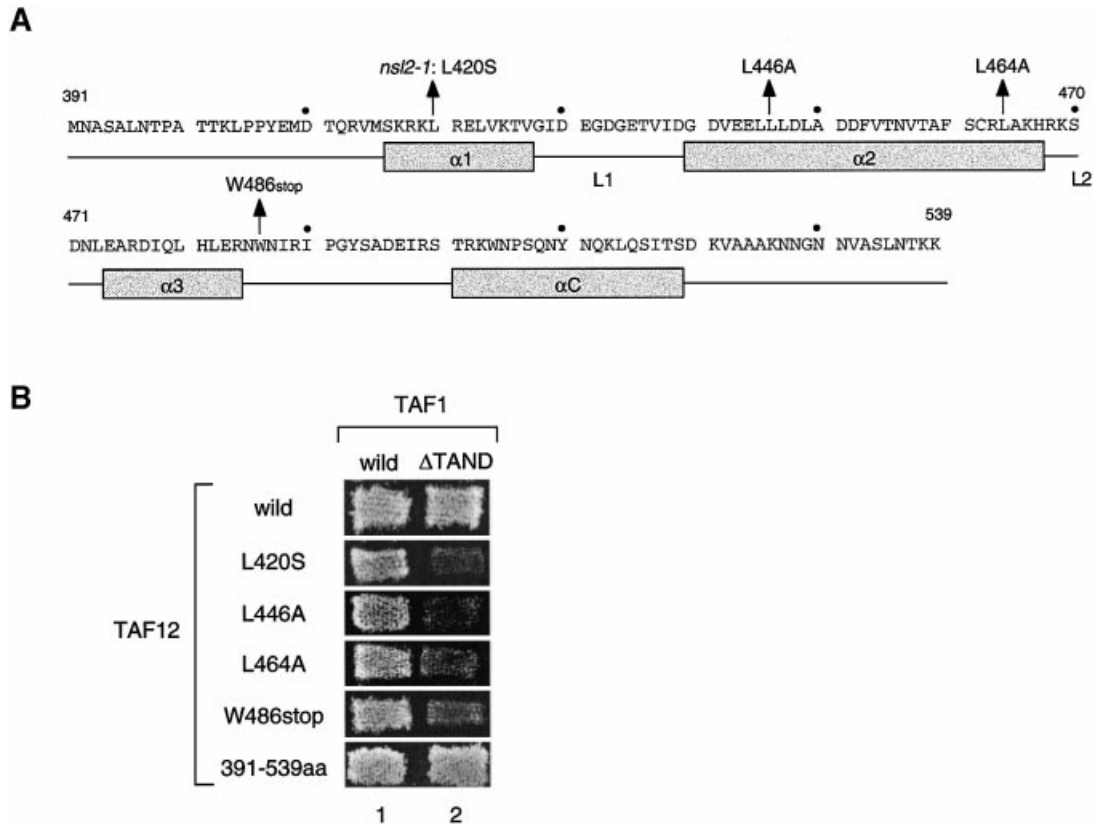 A
nsl2-1: L420S L446A L464A
391 470
MNASALNTPA TTKLPPYEMD TQRVMSKRKL RELVKTVGID EGDGETVIDG DVEELLLDLA DDFVTNVTAF SCRLAKHRKS
α1 α2
L1 L2
W486stop
471 539
DNLEARDIQL HLERNWNIRI PGYSADEIRS TRKWNPSQNY NQKLQSITSD KVAAAKNNGN NVASLNTKK
α3 αC
B
TAF1
wild ΔTAND
wild
L420S
L446A
TAF12
L464A
W486stop
391-539aa
1 2